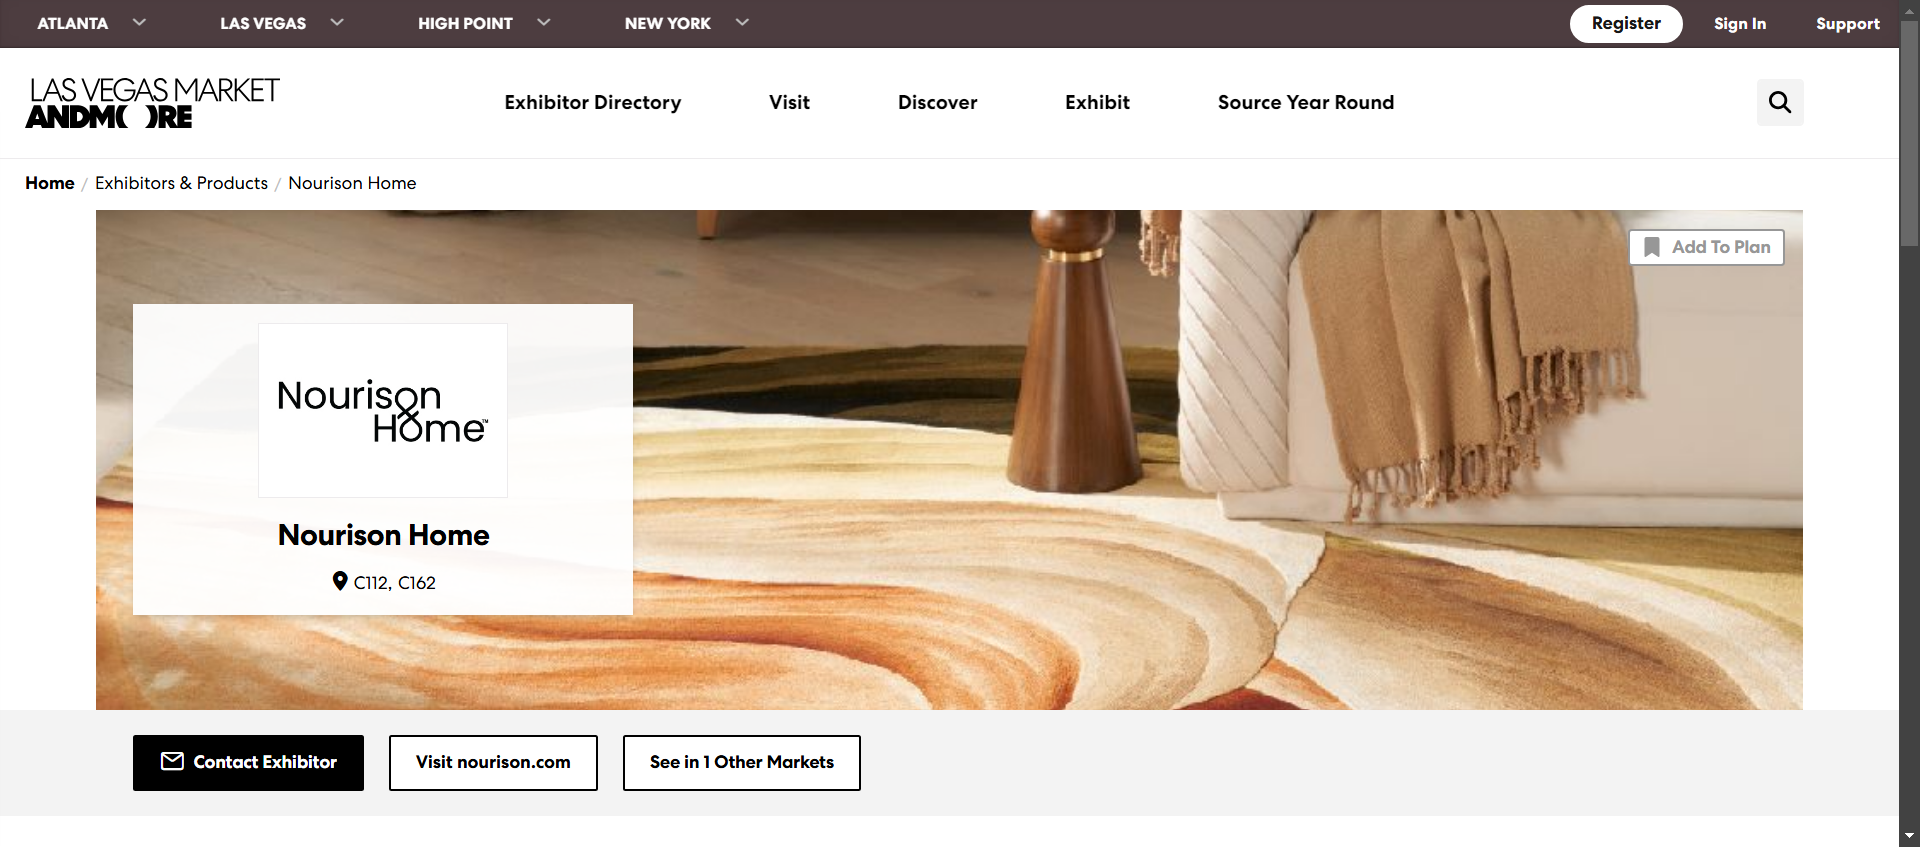 ATLANTA LAS VEGAS HIGH POINT NEW YORK Register Sign In Support
LAS VEGAS MARKET
ANDMORE
Exhibitor Directory Visit Discover Exhibit Source Year Round
Home / Exhibitors & Products / Nourison Home
Add To Plan
Nourison
Home™
Nourison Home
C112, C162
Contact Exhibitor Visit nourison.com See in 1 Other Markets